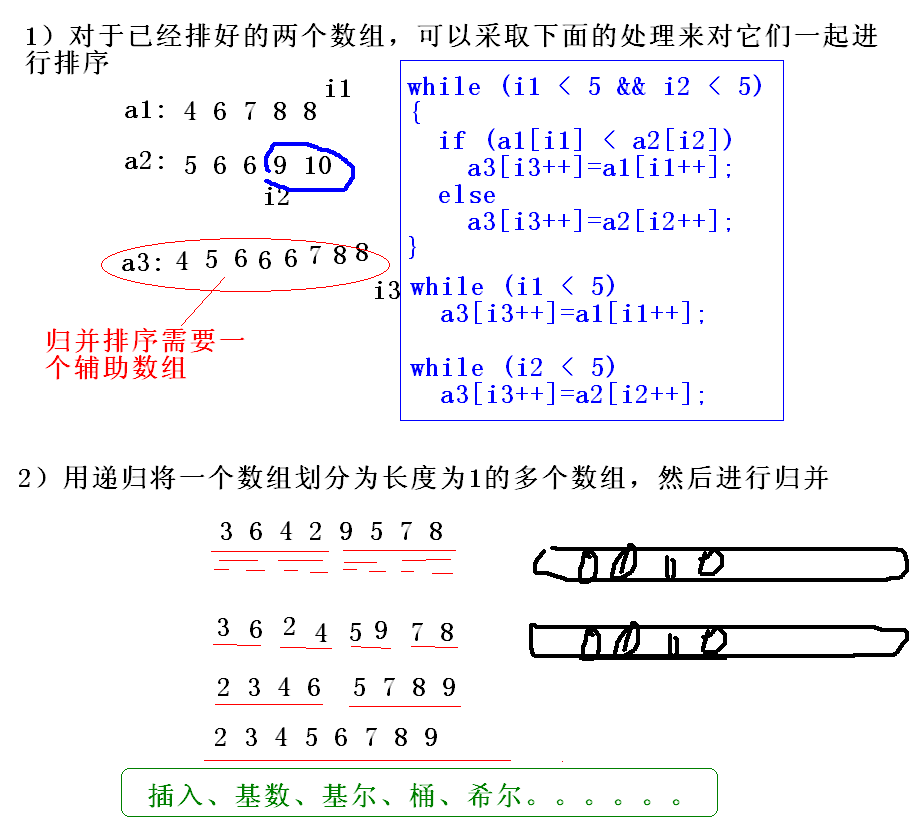 1）对于已经排好的两个数组，可以采取下面的处理来对它们一起进
行排序
i1
a1: 4 6 7 8 8
a2: 5 6 6 9 10
i2
a3: 4 5 6 6 6 7 8 8
i3
归并排序需要一
个辅助数组
while (i1 < 5 && i2 < 5)
{
if (a1[i1] < a2[i2])
a3[i3++]=a1[i1++];
else
a3[i3++]=a2[i2++];
}
while (i1 < 5)
a3[i3++]=a1[i1++];
while (i2 < 5)
a3[i3++]=a2[i2++];
2）用递归将一个数组划分为长度为1的多个数组，然后进行归并
3 6 4 2 9 5 7 8
3 6 2 4 5 9 7 8
2 3 4 6 5 7 8 9
2 3 4 5 6 7 8 9
插入、基数、基尔、桶、希尔。。。。。。